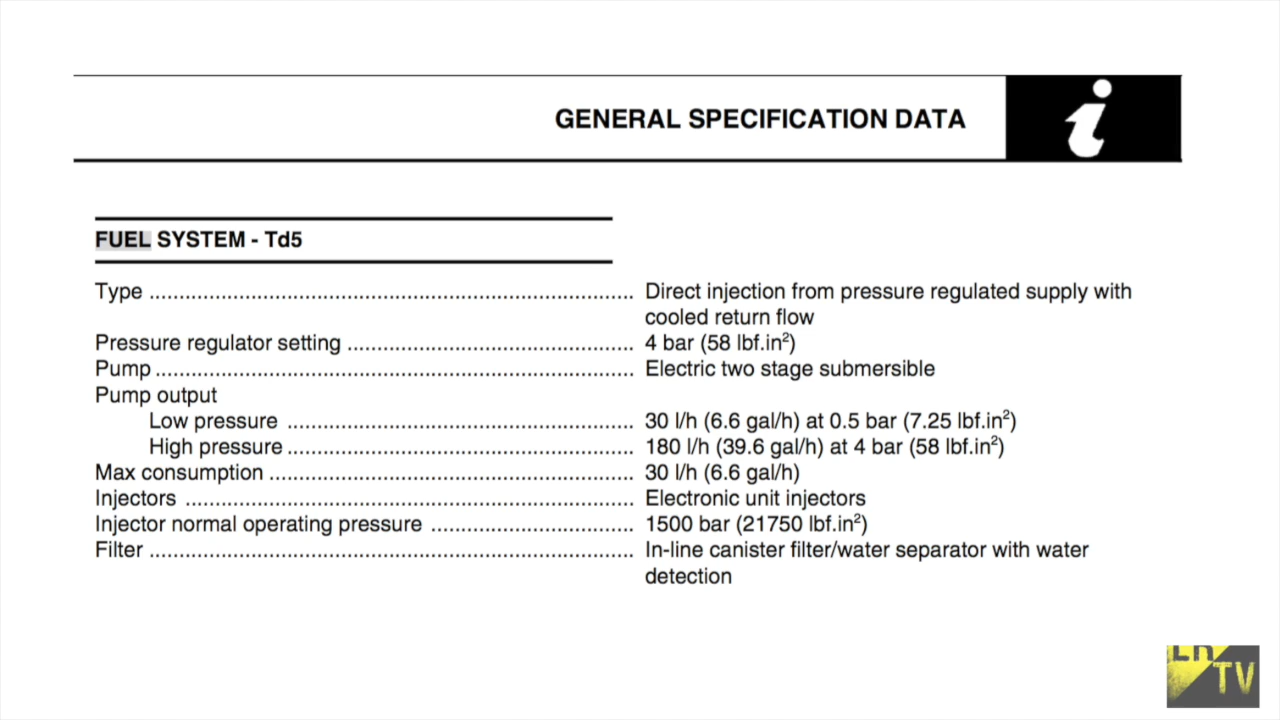 GENERAL SPECIFICATION DATA
FUEL SYSTEM - Td5
Type ................................................................................ Direct injection from pressure regulated supply with
cooled return flow
Pressure regulator setting ............................................... 4 bar (58 lbf.in²)
Pump ............................................................................... Electric two stage submersible
Pump output
Low pressure ......................................................... 30 l/h (6.6 gal/h) at 0.5 bar (7.25 lbf.in²)
High pressure ......................................................... 180 l/h (39.6 gal/h) at 4 bar (58 lbf.in²)
Max consumption ............................................................ 30 l/h (6.6 gal/h)
Injectors .......................................................................... Electronic unit injectors
Injector normal operating pressure ................................. 1500 bar (21750 lbf.in²)
Filter ................................................................................ In-line canister filter/water separator with water
detection
LR
TV